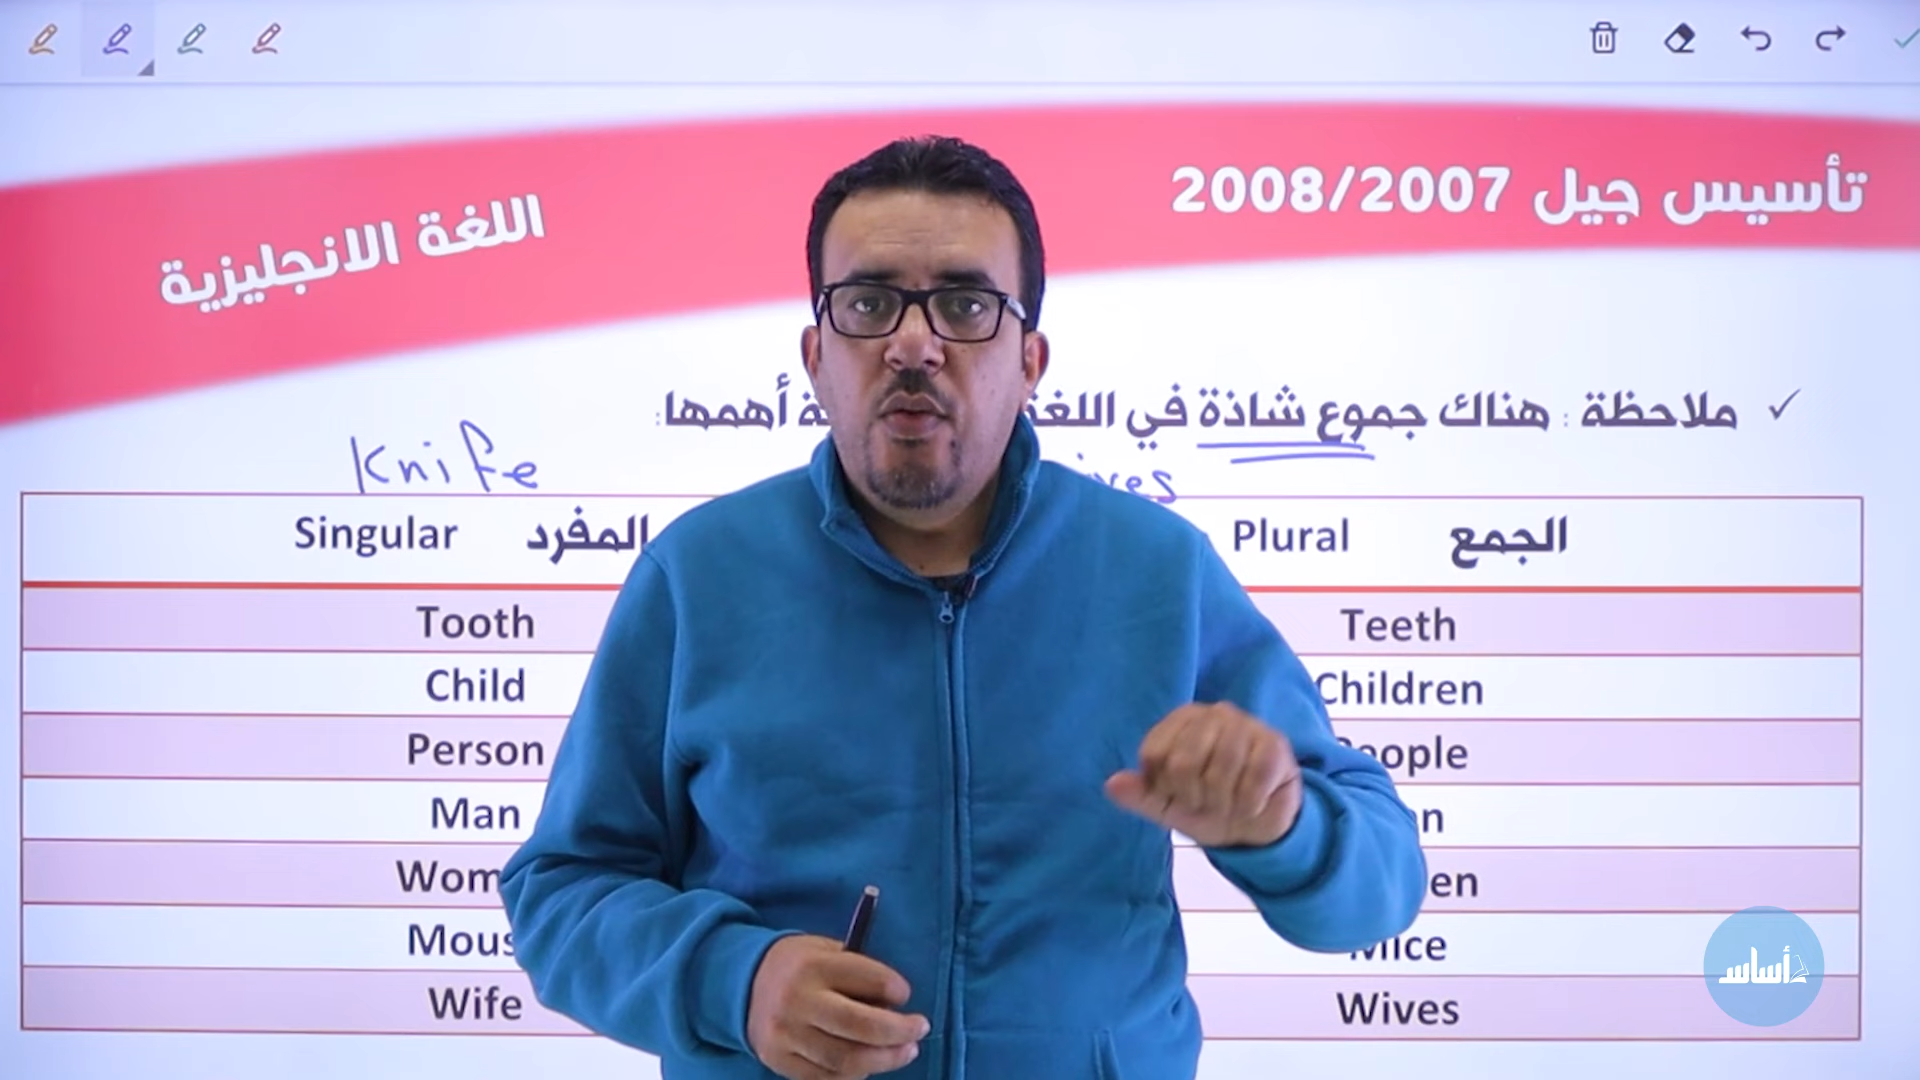 تأسيس جيل 2008/2007
اللغة الانجليزية
ملاحظة : هناك جموع شاذة في اللغة أهمها:
Knife
Singular المفرد Plural الجمع
Tooth Teeth
Child Children
Person
Man
Wife Wives
أساس